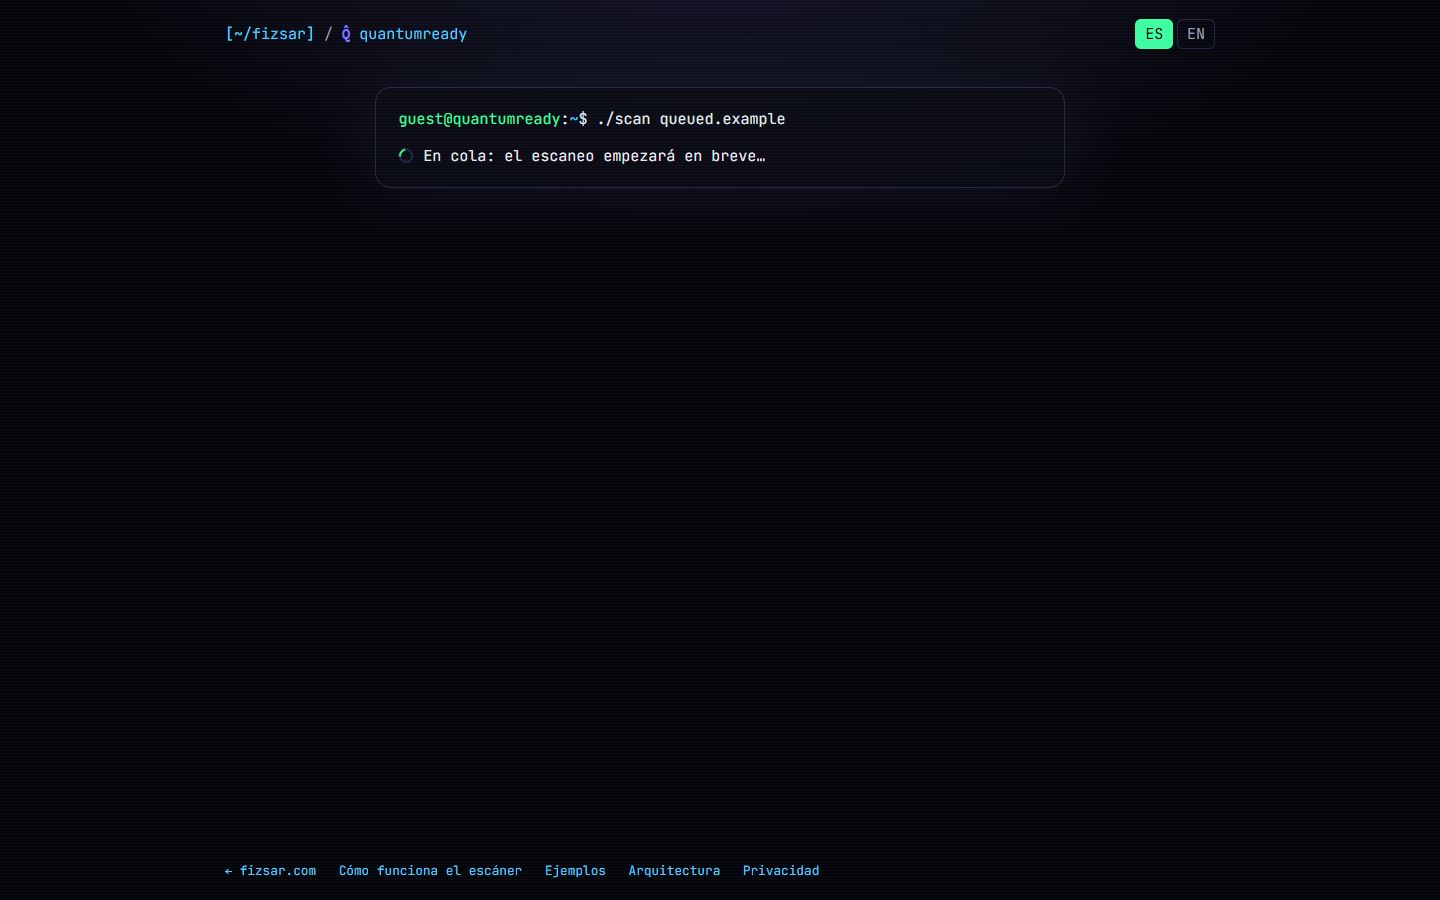 [~/fizsar] / Q̂ quantumready
ES EN
guest@quantumready:~$ ./scan queued.example
En cola: el escaneo empezará en breve…
← fizsar.com Cómo funciona el escáner Ejemplos Arquitectura Privacidad